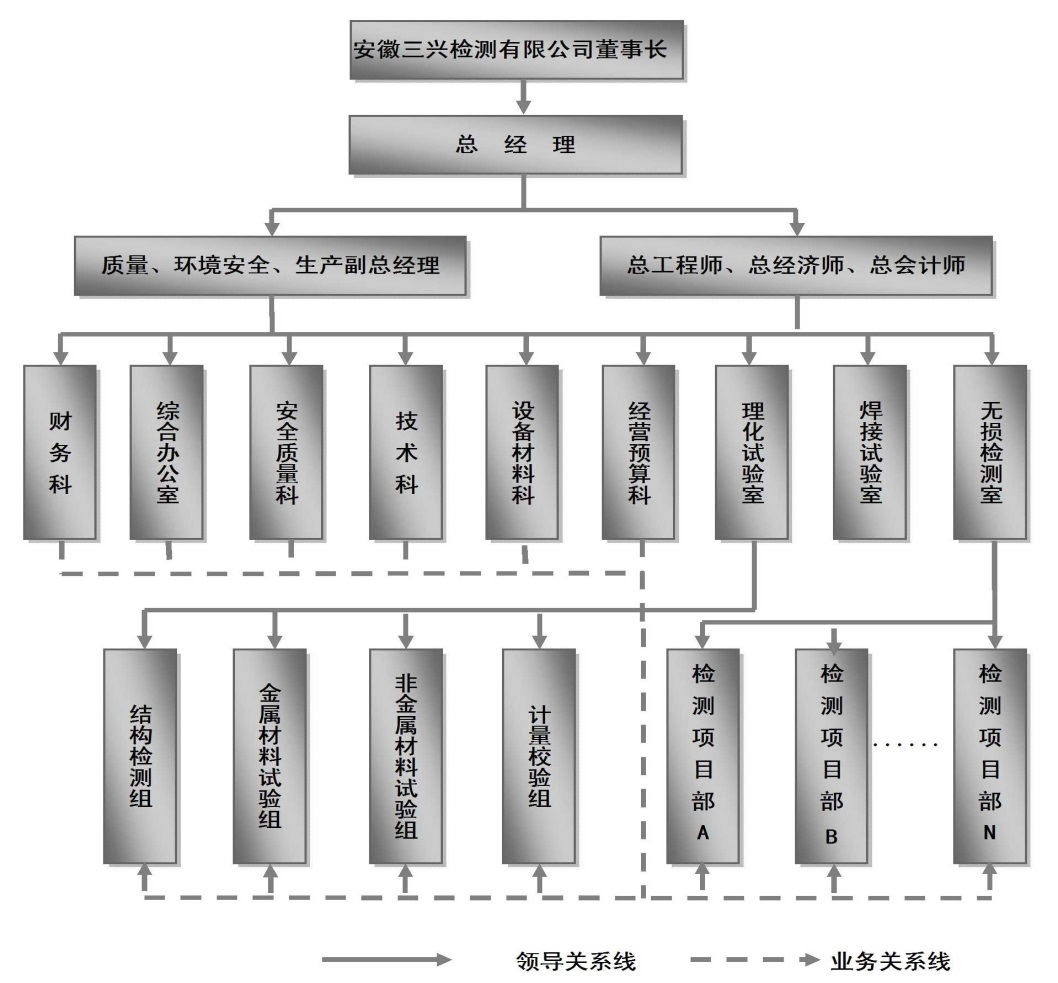 安徽三兴检测有限公司董事长
总 经 理
质量、环境安全、生产副总经理
总工程师、总经济师、总会计师
财务科
综合办公室
安全质量科
技术科
设备材料科
经营预算科
理化试验室
焊接试验室
无损检测室
结构检测组
金属材料试验组
非金属材料试验组
计量校验组
检测项目部A
检测项目部B
......
检测项目部N
领导关系线
业务关系线